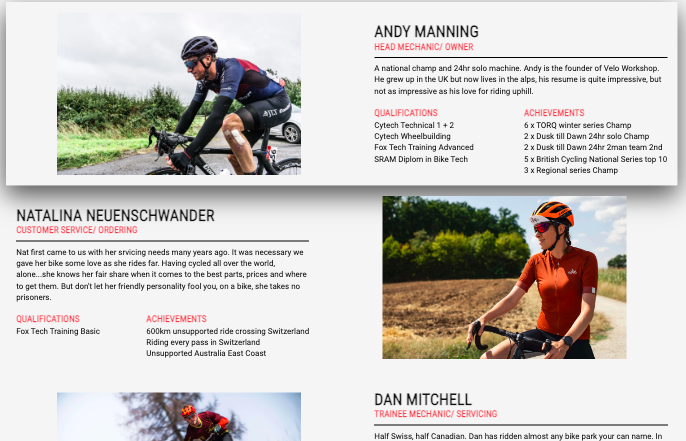 ANDY MANNING
HEAD MECHANIC/ OWNER
A national champ and 24hr solo machine. Andy is the founder of Velo Workshop.
He grew up in the UK but now lives in the alps, his resume is quite impressive, but
not as impressive as his love for riding uphill.
QUALIFICATIONS
Cytech Technical 1 + 2
Cytech Wheelbuilding
Fox Tech Training Advanced
SRAM Diplom in Bike Tech
ACHIEVEMENTS
6 x TORQ winter series Champ
2 x Dusk till Dawn 24hr solo Champ
2 x Dusk till Dawn 24hr 2man team 2nd
5 x British Cycling National Series top 10
3 x Regional series Champ
NATALINA NEUENSCHWANDER
CUSTOMER SERVICE/ ORDERING
Nat first came to us with her srvicing needs many years ago. It was necessary we
gave her bike some love as she rides far. Having cycled all over the world,
alone...she knows her fair share when it comes to the best parts, prices and where
to get them. But don't let her friendly personality fool you, on a bike, she takes no
prisoners.
QUALIFICATIONS
Fox Tech Training Basic
ACHIEVEMENTS
600km unsupported ride crossing Switzerland
Riding every pass in Switzerland
Unsupported Australia East Coast
DAN MITCHELL
TRAINEE MECHANIC/ SERVICING
Half Swiss, half Canadian. Dan has ridden almost any bike park your can name. In